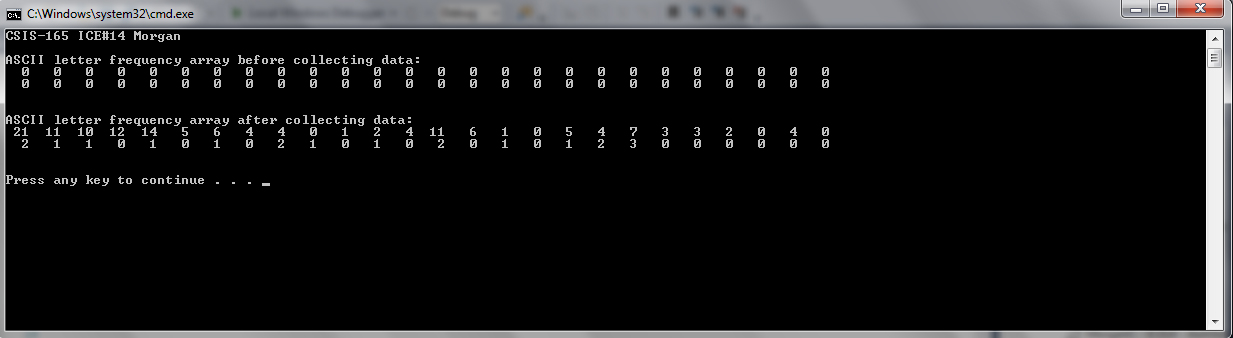 C:\Windows\system32\cmd.exe
CSIS-165 ICE#14 Morgan
ASCII letter frequency array before collecting data:
0 0 0 0 0 0 0 0 0 0 0 0 0 0 0 0 0 0 0 0 0 0 0 0 0 0
0 0 0 0 0 0 0 0 0 0 0 0 0 0 0 0 0 0 0 0 0 0 0 0 0 0
ASCII letter frequency array after collecting data:
21 11 10 12 14 5 6 4 4 0 1 2 4 11 6 1 0 5 4 7 3 3 2 0 4 0
2 1 1 0 1 0 1 0 2 1 0 1 0 2 0 1 0 1 2 3 0 0 0 0 0 0
Press any key to continue . . . _